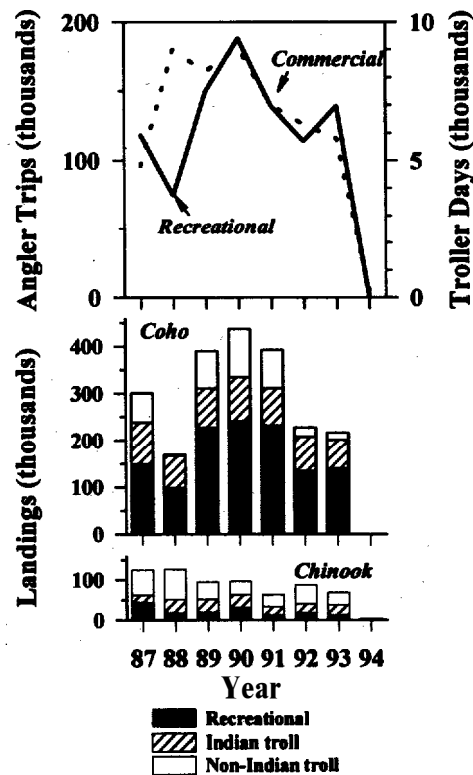 200
100
0
Angler Trips (thousands)
Commercial
Recreational
10
5
0
Troller Days (thousands)
Coho
400
300
200
100
0
Landings (thousands)
Chinook
100
0
87 88 89 90 91 92 93 94
Year
Recreational
Indian troll
Non-Indian troll